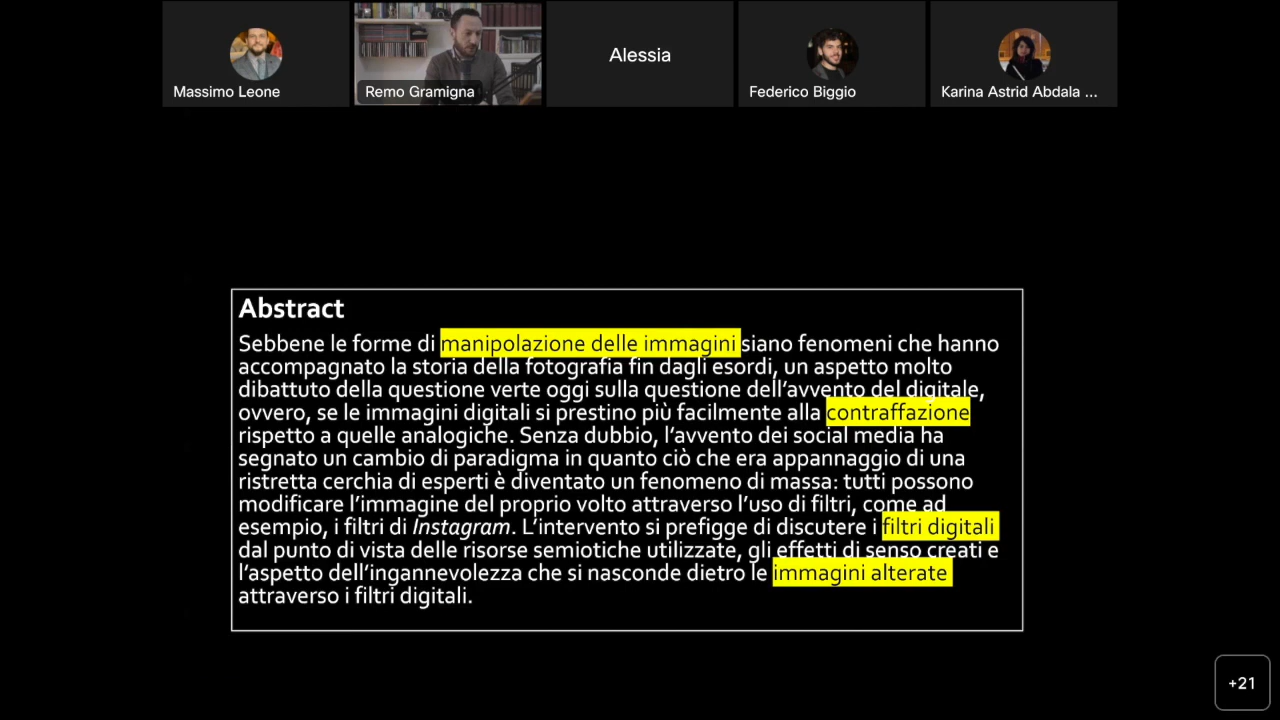 Massimo Leone
Remo Gramigna
Alessia
Federico Biggio
Karina Astrid Abdala ...
Abstract
Sebbene le forme di manipolazione delle immagini siano fenomeni che hanno
accompagnato la storia della fotografia fin dagli esordi, un aspetto molto
dibattuto della questione verte oggi sulla questione dell'avvento del digitale,
ovvero, se le immagini digitali si prestino più facilmente alla contraffazione
rispetto a quelle analogiche. Senza dubbio, l'avvento dei social media ha
segnato un cambio di paradigma in quanto ciò che era appannaggio di una
ristretta cerchia di esperti è diventato un fenomeno di massa: tutti possono
modificare l'immagine del proprio volto attraverso l'uso di filtri, come ad
esempio, i filtri di Instagram. L'intervento si prefigge di discutere i filtri digitali
dal punto di vista delle risorse semiotiche utilizzate, gli effetti di senso creati e
l'aspetto dell'ingannevolezza che si nasconde dietro le immagini alterate
attraverso i filtri digitali.
+21